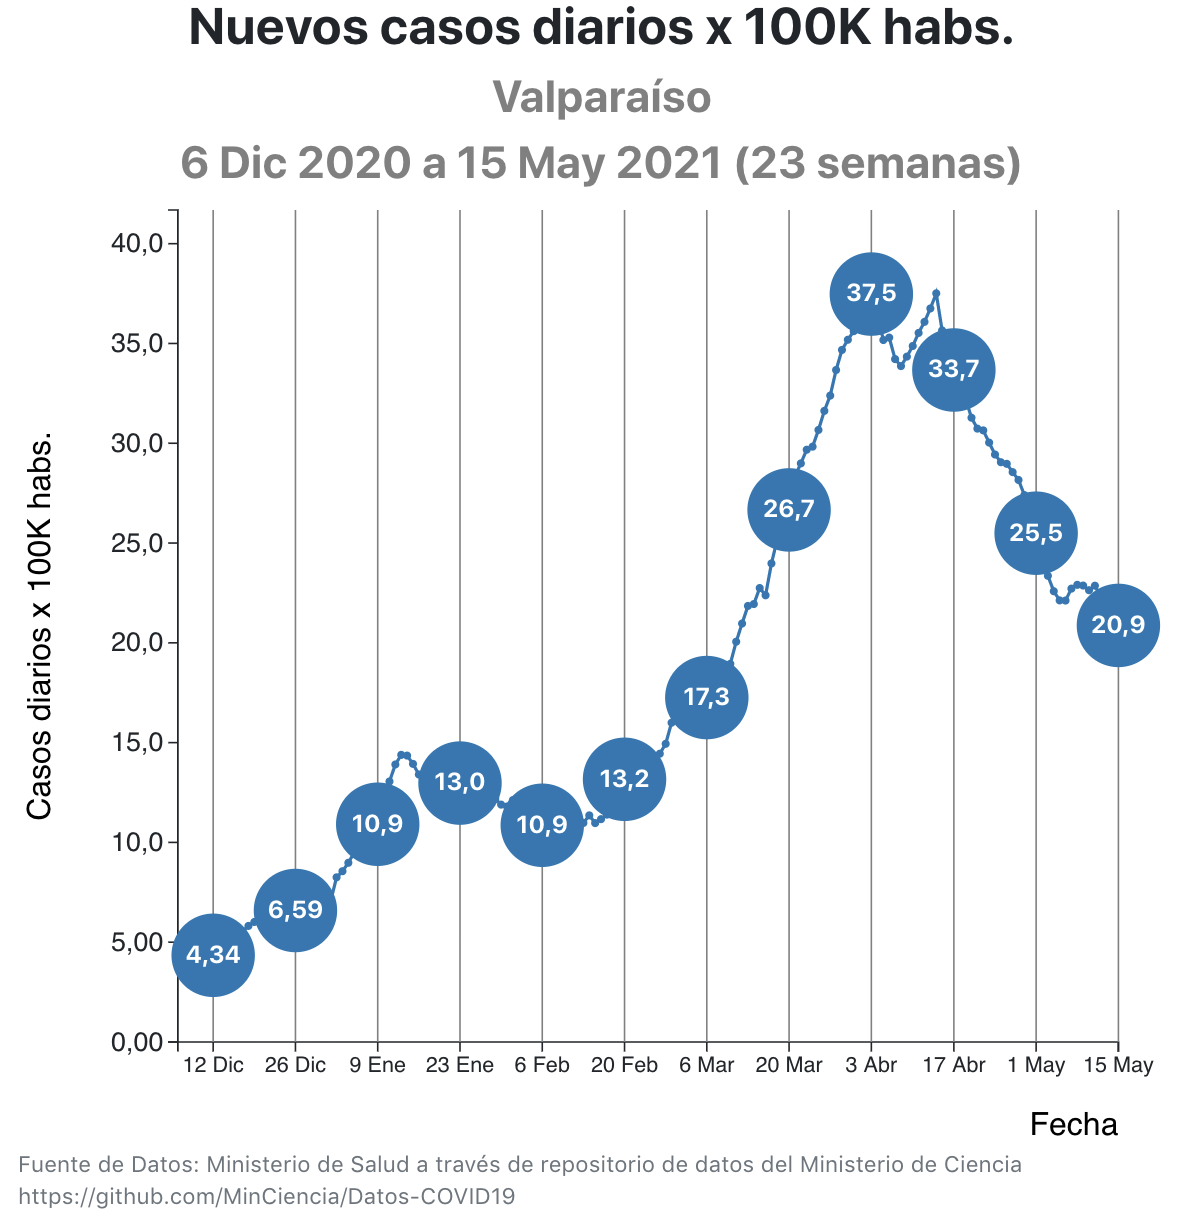 Nuevos casos diarios x 100K habs.
Valparaíso
6 Dic 2020 a 15 May 2021 (23 semanas)
Casos diarios x 100K habs.
40,0
35,0
30,0
25,0
20,0
15,0
10,0
5,00
0,00
4,34
6,59
10,9
13,0
10,9
13,2
17,3
26,7
37,5
33,7
25,5
20,9
12 Dic 26 Dic 9 Ene 23 Ene 6 Feb 20 Feb 6 Mar 20 Mar 3 Abr 17 Abr 1 May 15 May
Fecha
Fuente de Datos: Ministerio de Salud a través de repositorio de datos del Ministerio de Ciencia
https://github.com/MinCiencia/Datos-COVID19